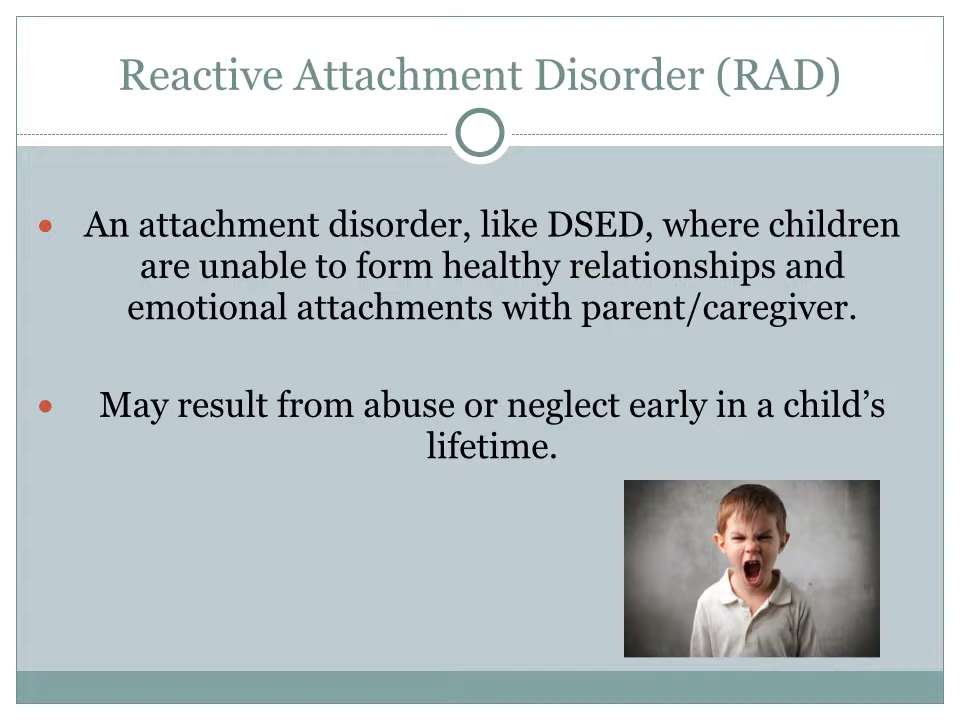 Reactive Attachment Disorder (RAD)
An attachment disorder, like DSED, where children
are unable to form healthy relationships and
emotional attachments with parent/caregiver.
May result from abuse or neglect early in a child’s
lifetime.